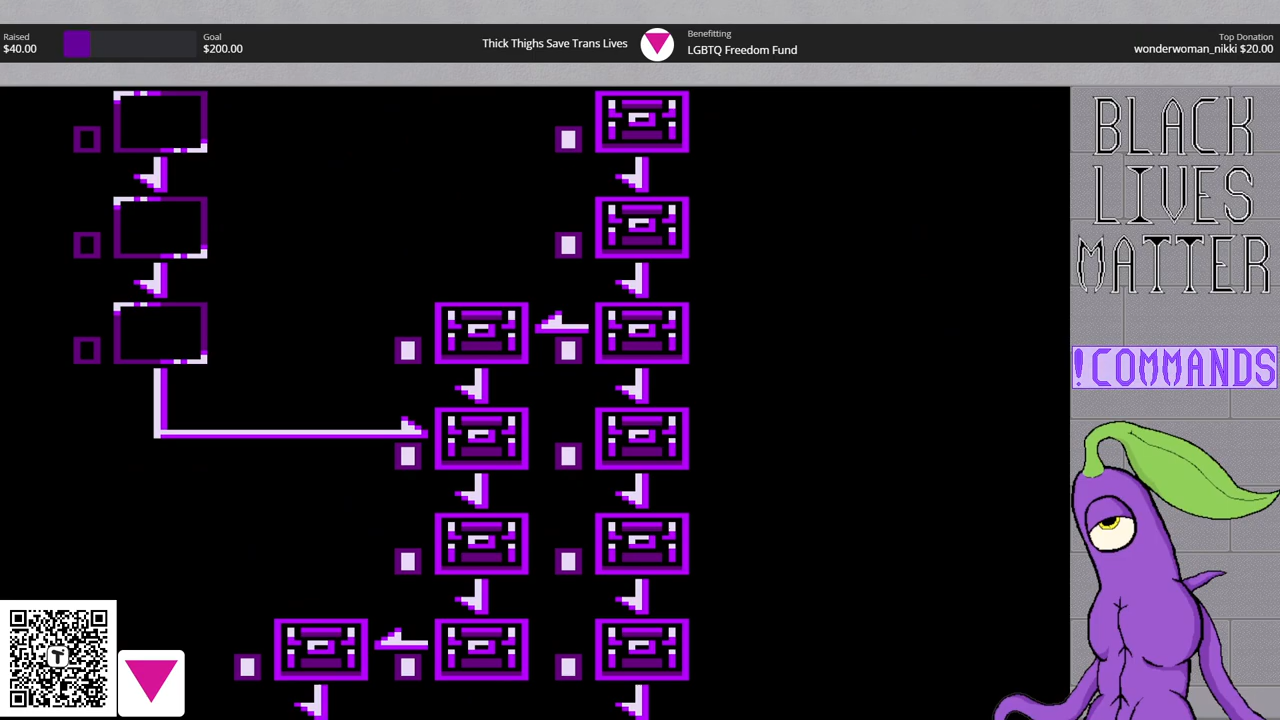 Raised
$40.00
Goal
$200.00
Thick Thighs Save Trans Lives
Benefitting
LGBTQ Freedom Fund
Top Donation
wonderwoman_nikki $20.00
BLACK
LIVES
MATTER
!COMMANDS
T